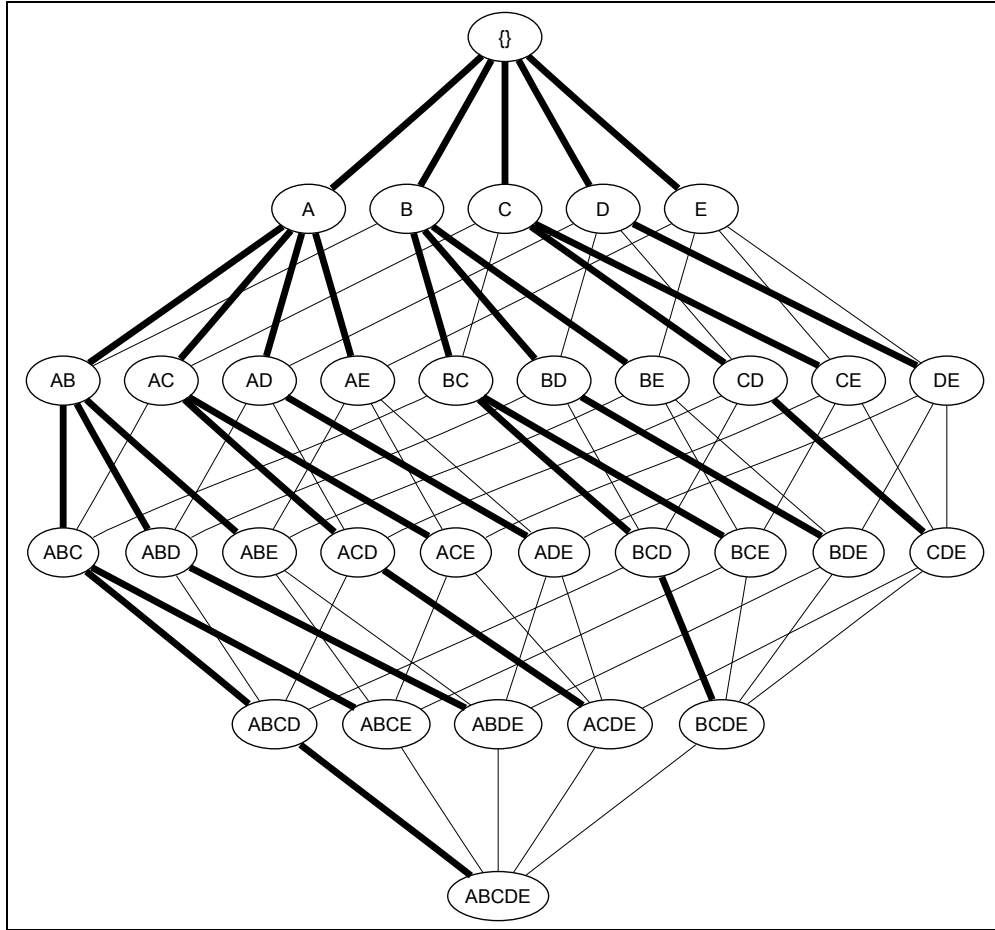 {}
A B C D E
AB AC AD AE BC BD BE CD CE DE
ABC ABD ABE ACD ACE ADE BCD BCE BDE CDE
ABCD ABCE ABDE ACDE BCDE
ABCDE